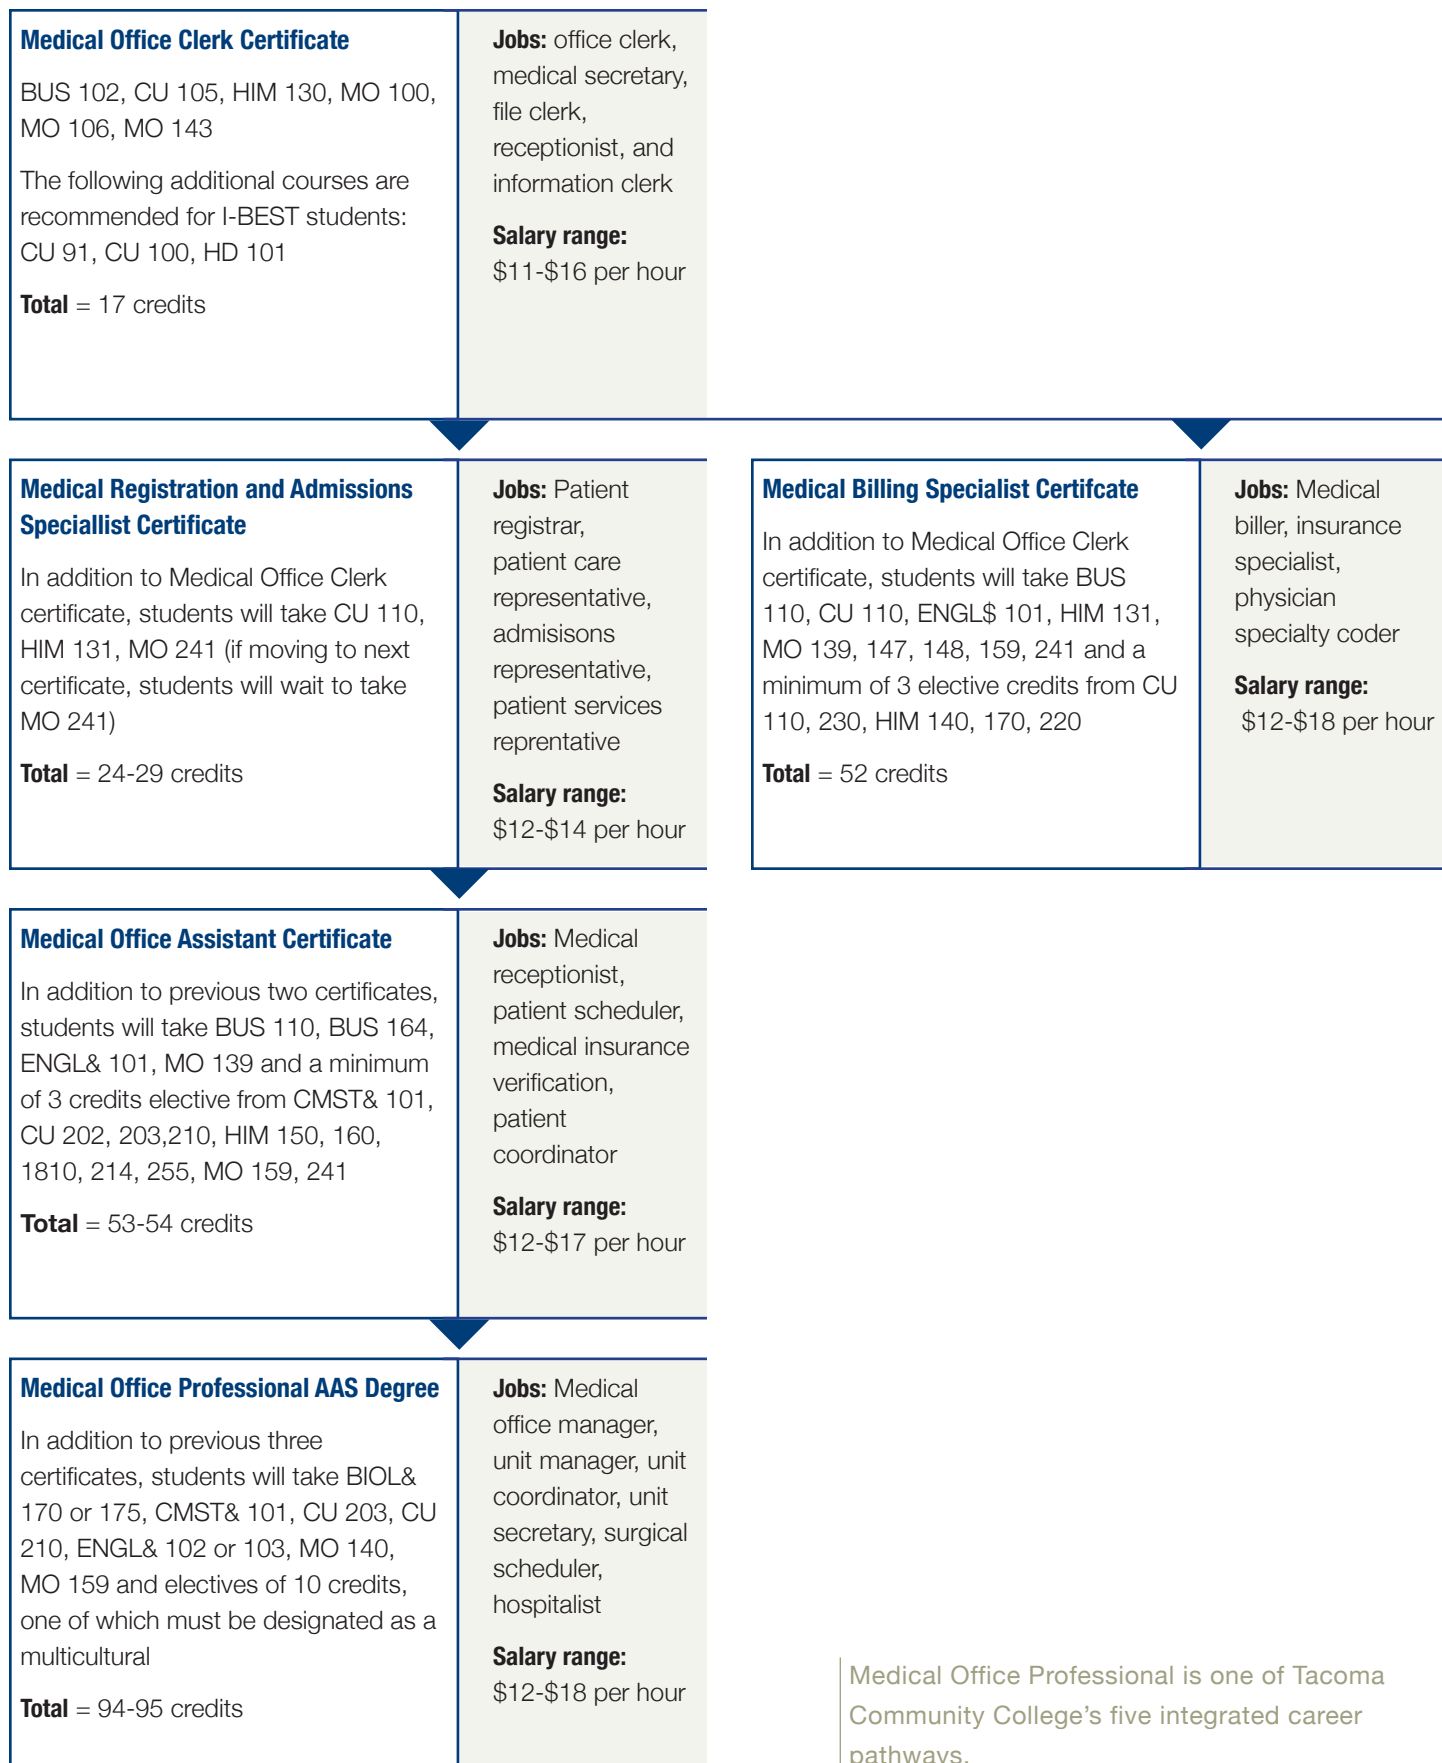 Medical Office Clerk Certificate
BUS 102, CU 105, HIM 130, MO 100,
MO 106, MO 143
The following additional courses are
recommended for I-BEST students:
CU 91, CU 100, HD 101
Total = 17 credits
Jobs: office clerk,
medical secretary,
file clerk,
receptionist, and
information clerk
Salary range:
$11-$16 per hour
Medical Registration and Admissions
Speciallist Certificate
In addition to Medical Office Clerk
certificate, students will take CU 110,
HIM 131, MO 241 (if moving to next
certificate, students will wait to take
MO 241)
Total = 24-29 credits
Jobs: Patient
registrar,
patient care
representative,
admisisons
representative,
patient services
reprentative
Salary range:
$12-$14 per hour
Medical Billing Specialist Certifcate
In addition to Medical Office Clerk
certificate, students will take BUS
110, CU 110, ENGL$ 101, HIM 131,
MO 139, 147, 148, 159, 241 and a
minimum of 3 elective credits from CU
110, 230, HIM 140, 170, 220
Total = 52 credits
Jobs: Medical
biller, insurance
specialist,
physician
specialty coder
Salary range:
$12-$18 per hour
Medical Office Assistant Certificate
In addition to previous two certificates,
students will take BUS 110, BUS 164,
ENGL& 101, MO 139 and a minimum
of 3 credits elective from CMST& 101,
CU 202, 203,210, HIM 150, 160,
1810, 214, 255, MO 159, 241
Total = 53-54 credits
Jobs: Medical
receptionist,
patient scheduler,
medical insurance
verification,
patient
coordinator
Salary range:
$12-$17 per hour
Medical Office Professional AAS Degree
In addition to previous three
certificates, students will take BIOL&
170 or 175, CMST& 101, CU 203, CU
210, ENGL& 102 or 103, MO 140,
MO 159 and electives of 10 credits,
one of which must be designated as a
multicultural
Total = 94-95 credits
Jobs: Medical
office manager,
unit manager, unit
coordinator, unit
secretary, surgical
scheduler,
hospitalist
Salary range:
$12-$18 per hour
Medical Office Professional is one of Tacoma
Community College's five integrated career
pathways.